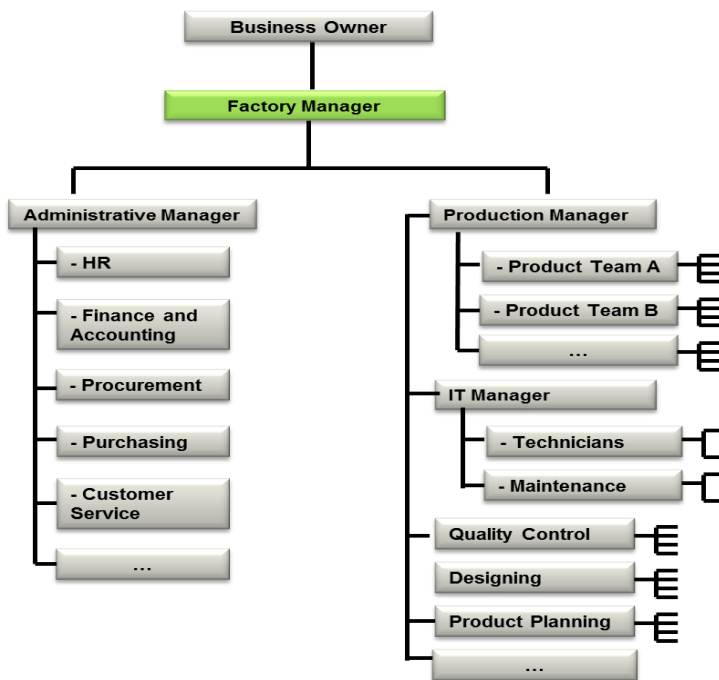 Business Owner
Factory Manager
Administrative Manager
- HR
- Finance and
Accounting
- Procurement
- Purchasing
- Customer
Service
...
Production Manager
- Product Team A
- Product Team B
...
IT Manager
- Technicians
- Maintenance
Quality Control
Designing
Product Planning
...